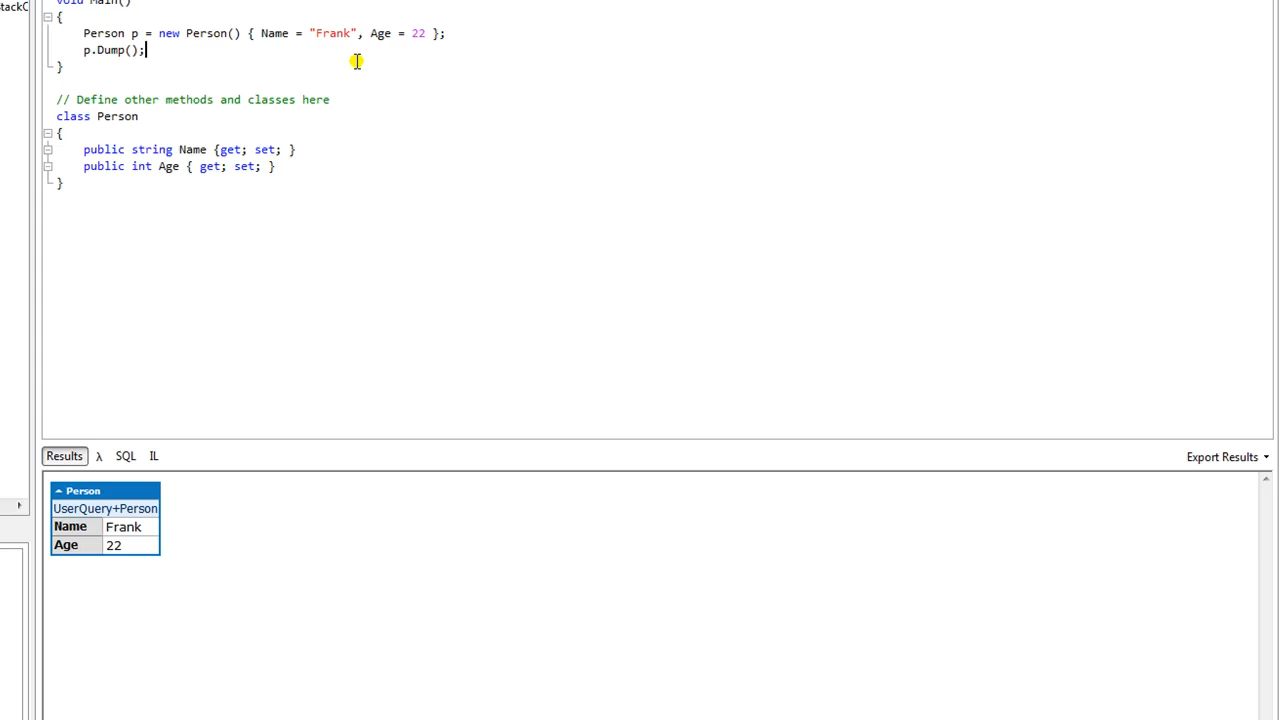 StackO
void Main()
{
Person p = new Person() { Name = "Frank", Age = 22 };
p.Dump();
}
// Define other methods and classes here
class Person
{
public string Name {get; set; }
public int Age { get; set; }
}
Results λ SQL IL
Export Results
Person
UserQuery+Person
Name Frank
Age 22